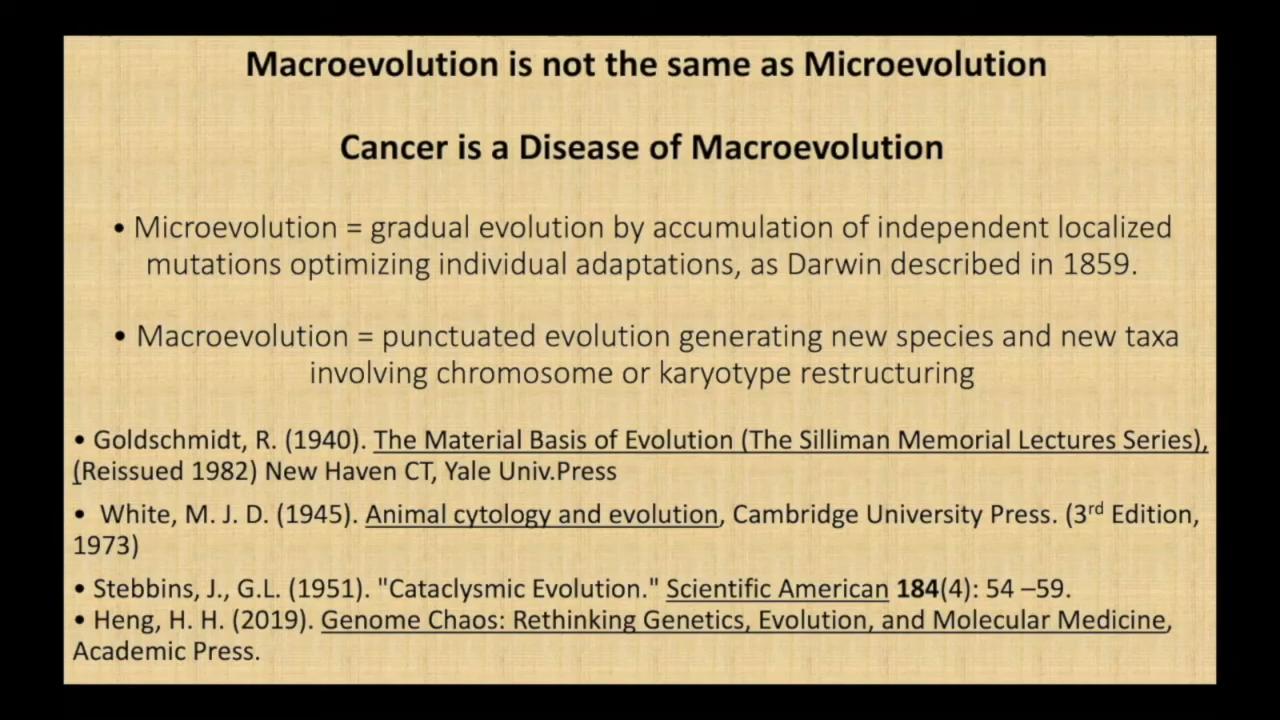 Macroevolution is not the same as Microevolution
Cancer is a Disease of Macroevolution
• Microevolution = gradual evolution by accumulation of independent localized
mutations optimizing individual adaptations, as Darwin described in 1859.
• Macroevolution = punctuated evolution generating new species and new taxa
involving chromosome or karyotype restructuring
• Goldschmidt, R. (1940). The Material Basis of Evolution (The Silliman Memorial Lectures Series),
(Reissued 1982) New Haven CT, Yale Univ.Press
• White, M. J. D. (1945). Animal cytology and evolution, Cambridge University Press. (3rd Edition,
1973)
• Stebbins, J., G.L. (1951). "Cataclysmic Evolution." Scientific American 184(4): 54 –59.
• Heng, H. H. (2019). Genome Chaos: Rethinking Genetics, Evolution, and Molecular Medicine,
Academic Press.